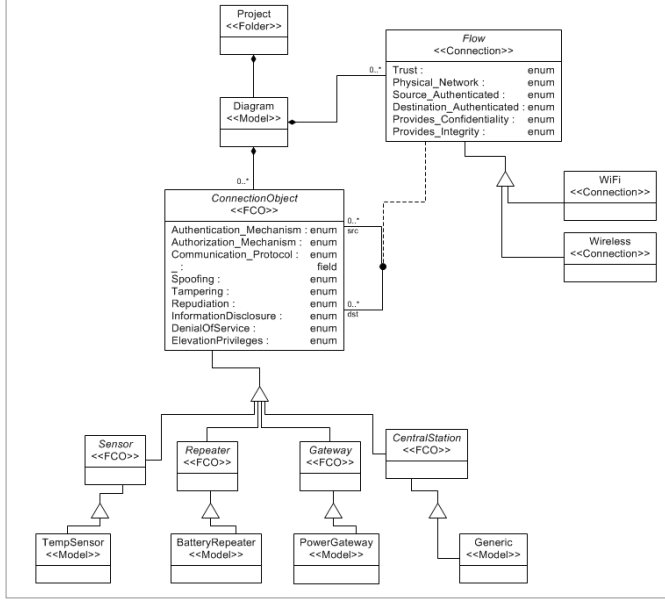 Project
<<Folder>>
Flow
<<Connection>>
0..*
Trust : enum
Physical_Network : enum
Source_Authenticated : enum
Destination_Authenticated : enum
Provides_Confidentiality : enum
Provides_Integrity : enum
Diagram
<<Model>>
0..*
WiFi
<<Connection>>
ConnectionObject
<<FCO>>
0..*
src
Authentication_Mechanism : enum
Authorization_Mechanism : enum
Communication_Protocol : enum
_ : field
Spoofing : enum
Tampering : enum
Repudiation : enum
InformationDisclosure : enum
DenialOfService : enum
ElevationPrivileges : enum
0..*
dst
Wireless
<<Connection>>
Sensor
<<FCO>>
Repeater
<<FCO>>
Gateway
<<FCO>>
CentralStation
<<FCO>>
TempSensor
<<Model>>
BatteryRepeater
<<Model>>
PowerGateway
<<Model>>
Generic
<<Model>>